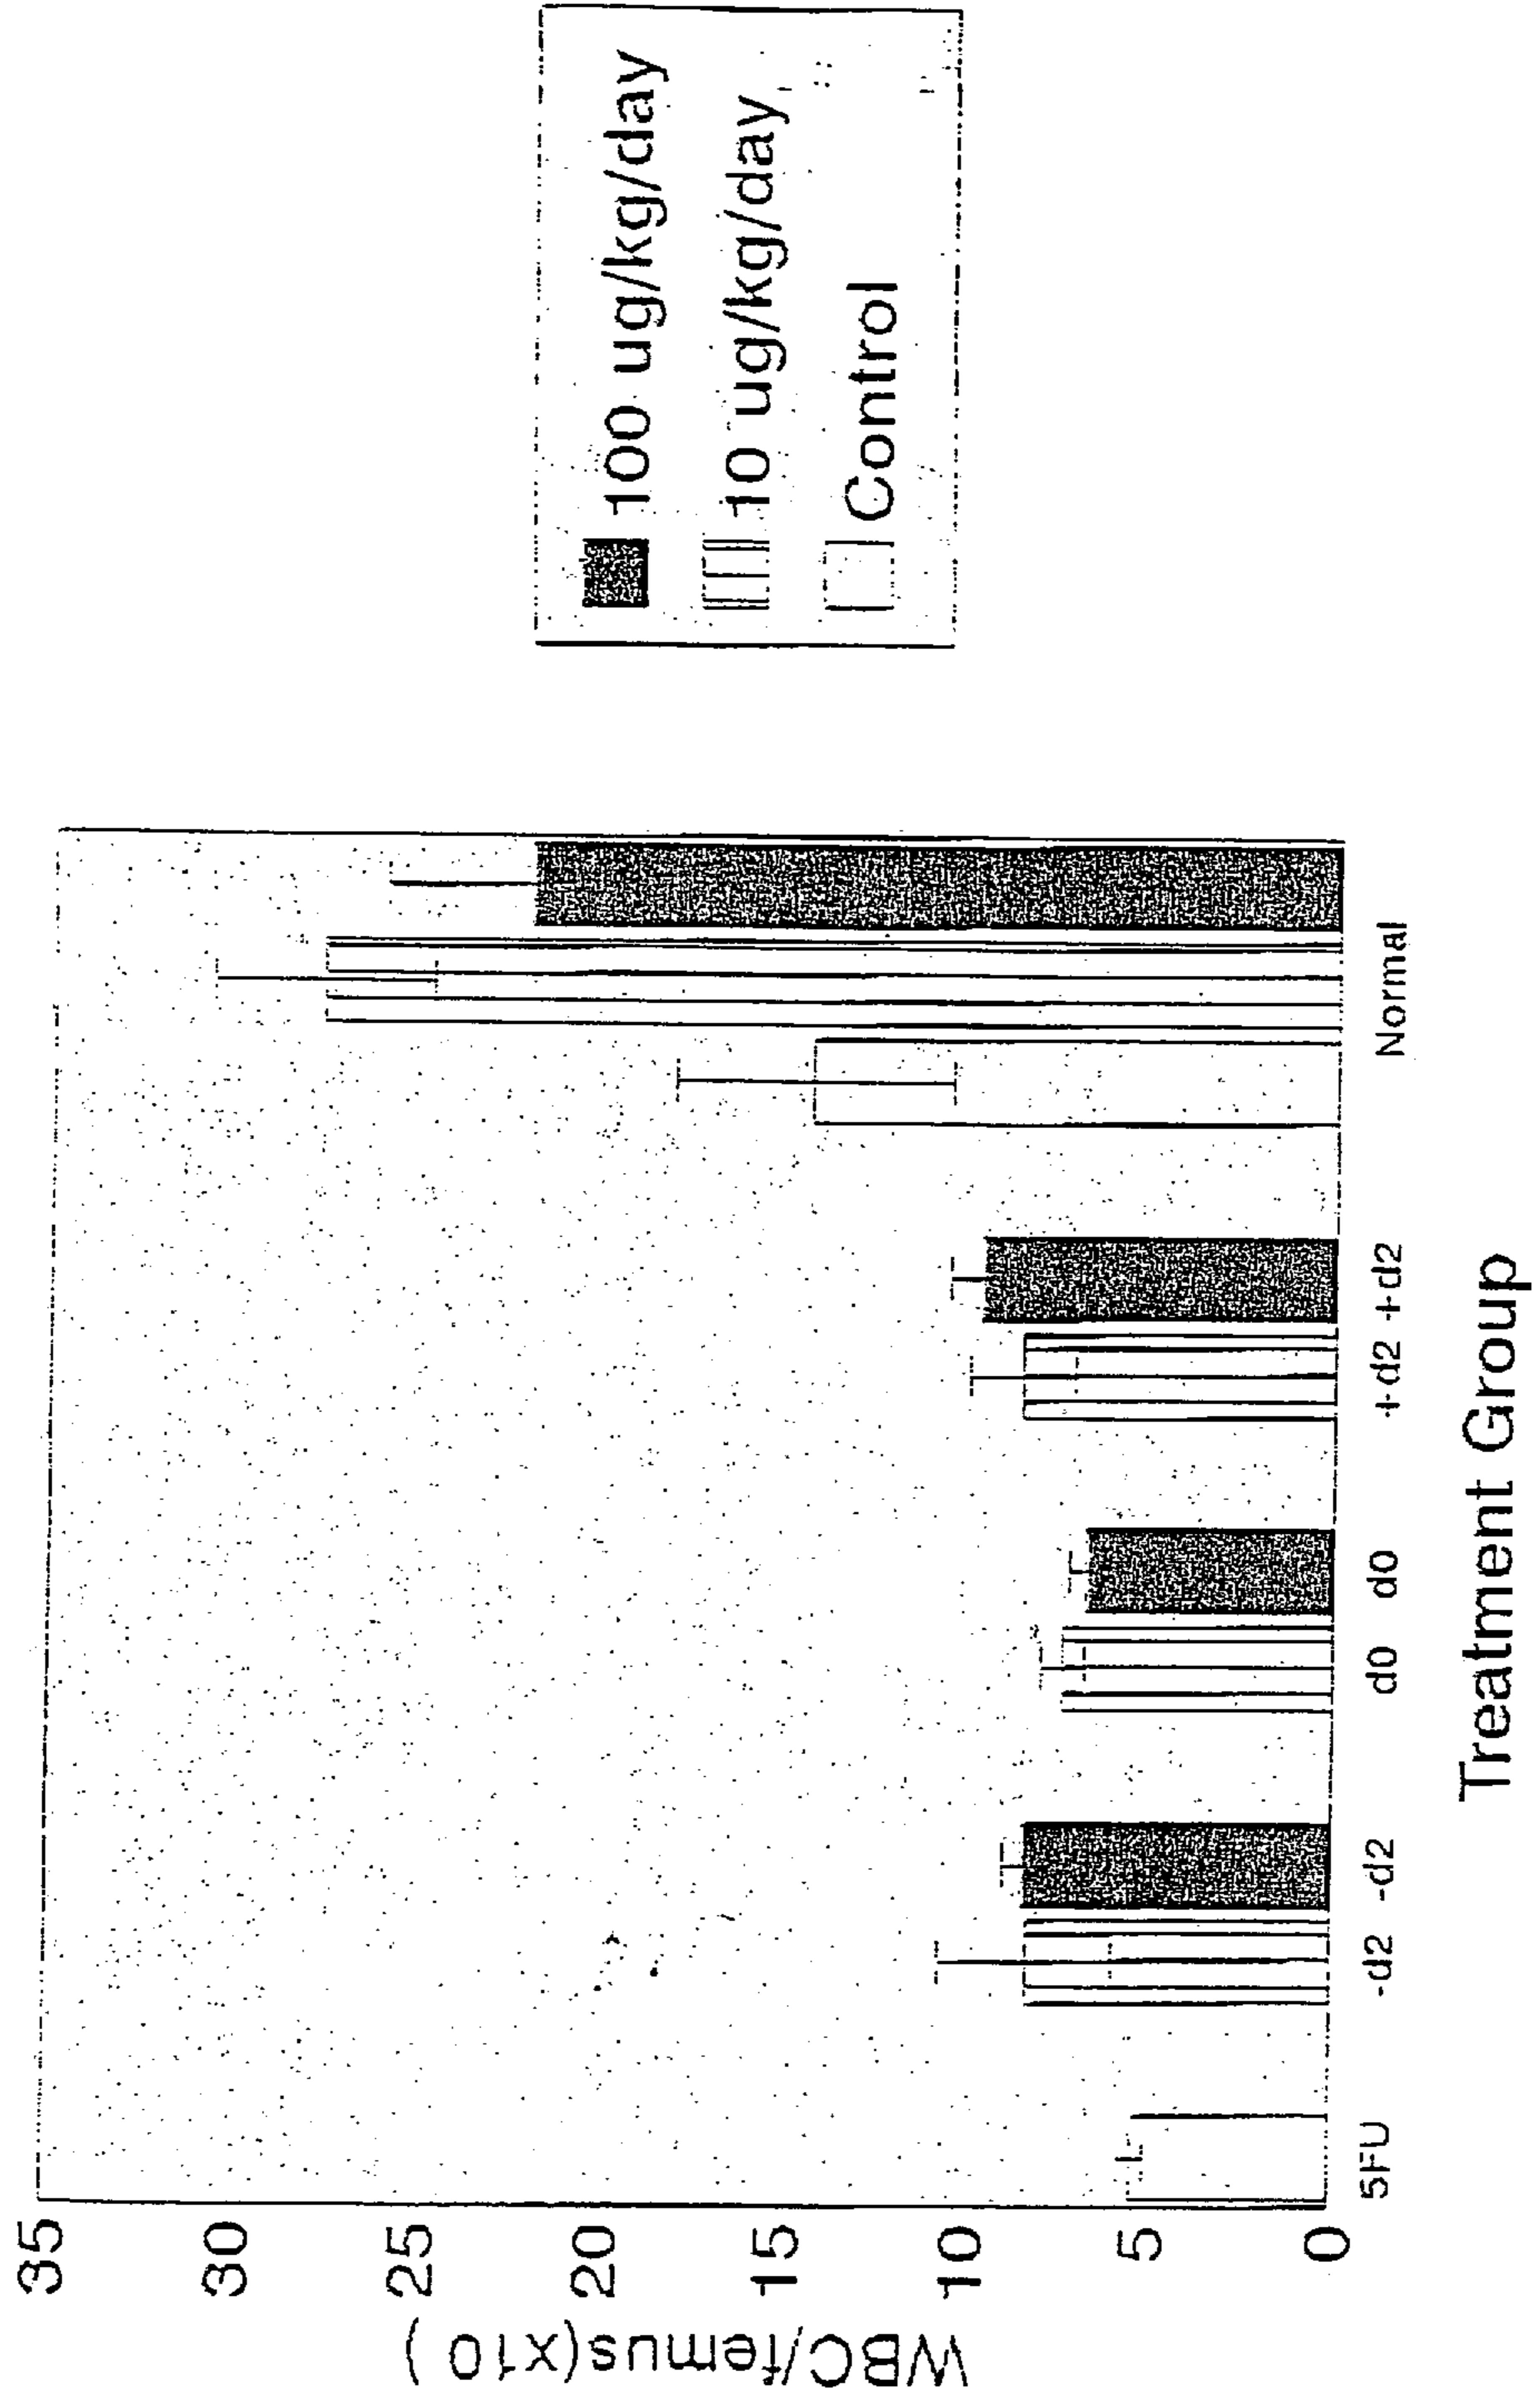 WBC/femus(x10 )
35
30
25
20
15
10
5
0
5FU
-d2
-d2
d0
d0
+d2
+d2
Normal
Treatment Group
100 ug/kg/day
10 ug/kg/day
Control